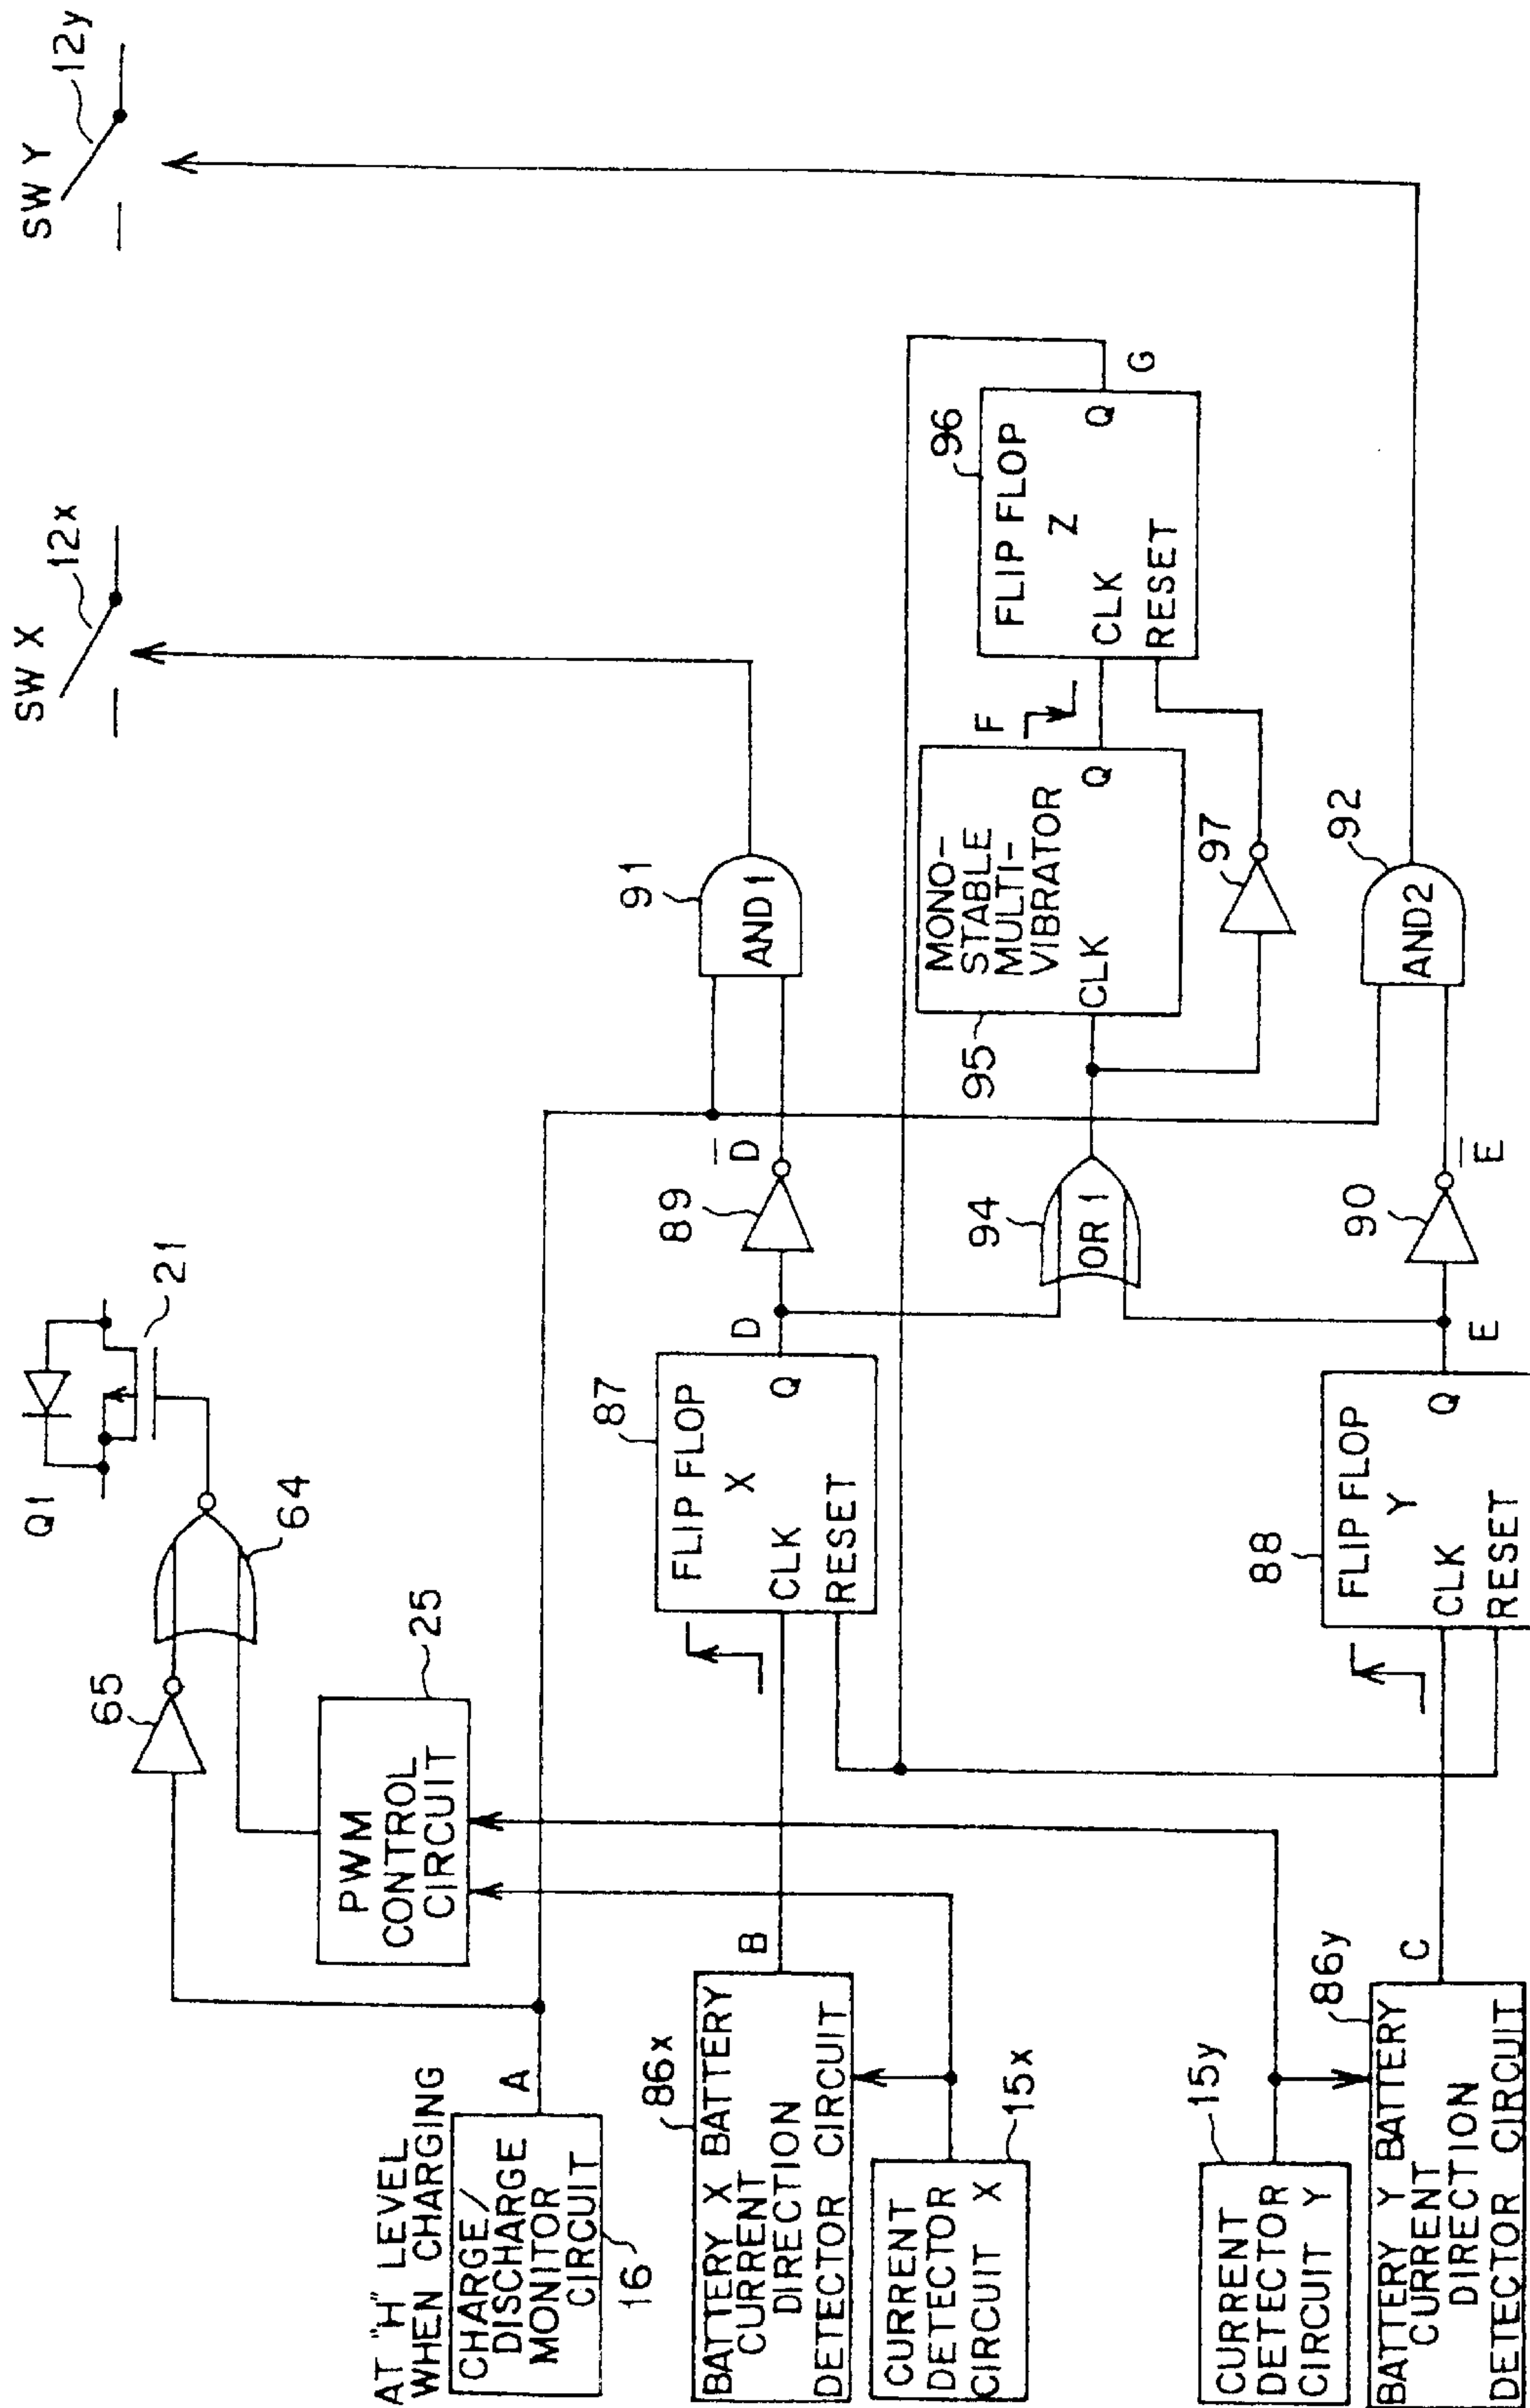 SW X
12x
SW Y
12y
Q1
21
65
64
PWM
CONTROL
CIRCUIT
25
AT "H" LEVEL
WHEN CHARGING
CHARGE/
DISCHARGE
MONITOR
CIRCUIT
16
A
BATTERY X BATTERY
CURRENT
DIRECTION
DETECTOR CIRCUIT
86x
B
CURRENT
DETECTOR
CIRCUIT X
15x
FLIP FLOP
X
CLK
RESET
Q
87
D
89
D̅
AND1
91
OR 1
94
MONO-
STABLE
MULTI-
VIBRATOR
CLK
Q
95
F
97
FLIP FLOP
Z
CLK
RESET
Q
96
G
CURRENT
DETECTOR
CIRCUIT Y
15y
BATTERY Y BATTERY
CURRENT
DIRECTION
DETECTOR CIRCUIT
86y
C
FLIP FLOP
Y
CLK
RESET
Q
88
E
90
E̅
AND2
92